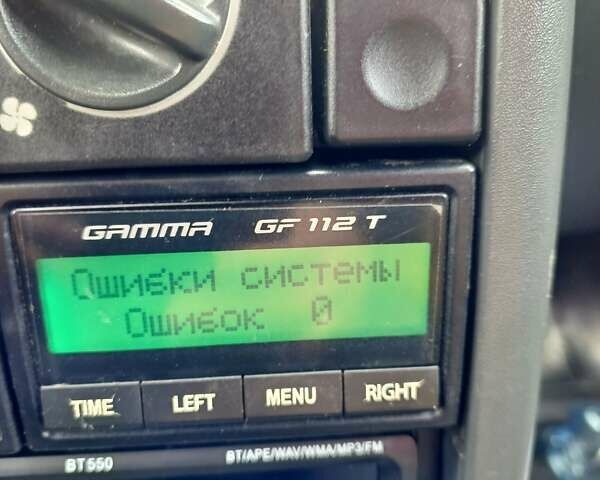 GAMMA GF 112 T
Ошибки системы
Ошибок 0
TIME LEFT MENU RIGHT
BT550 BT/APE/WAV/WMA/MP3/FM